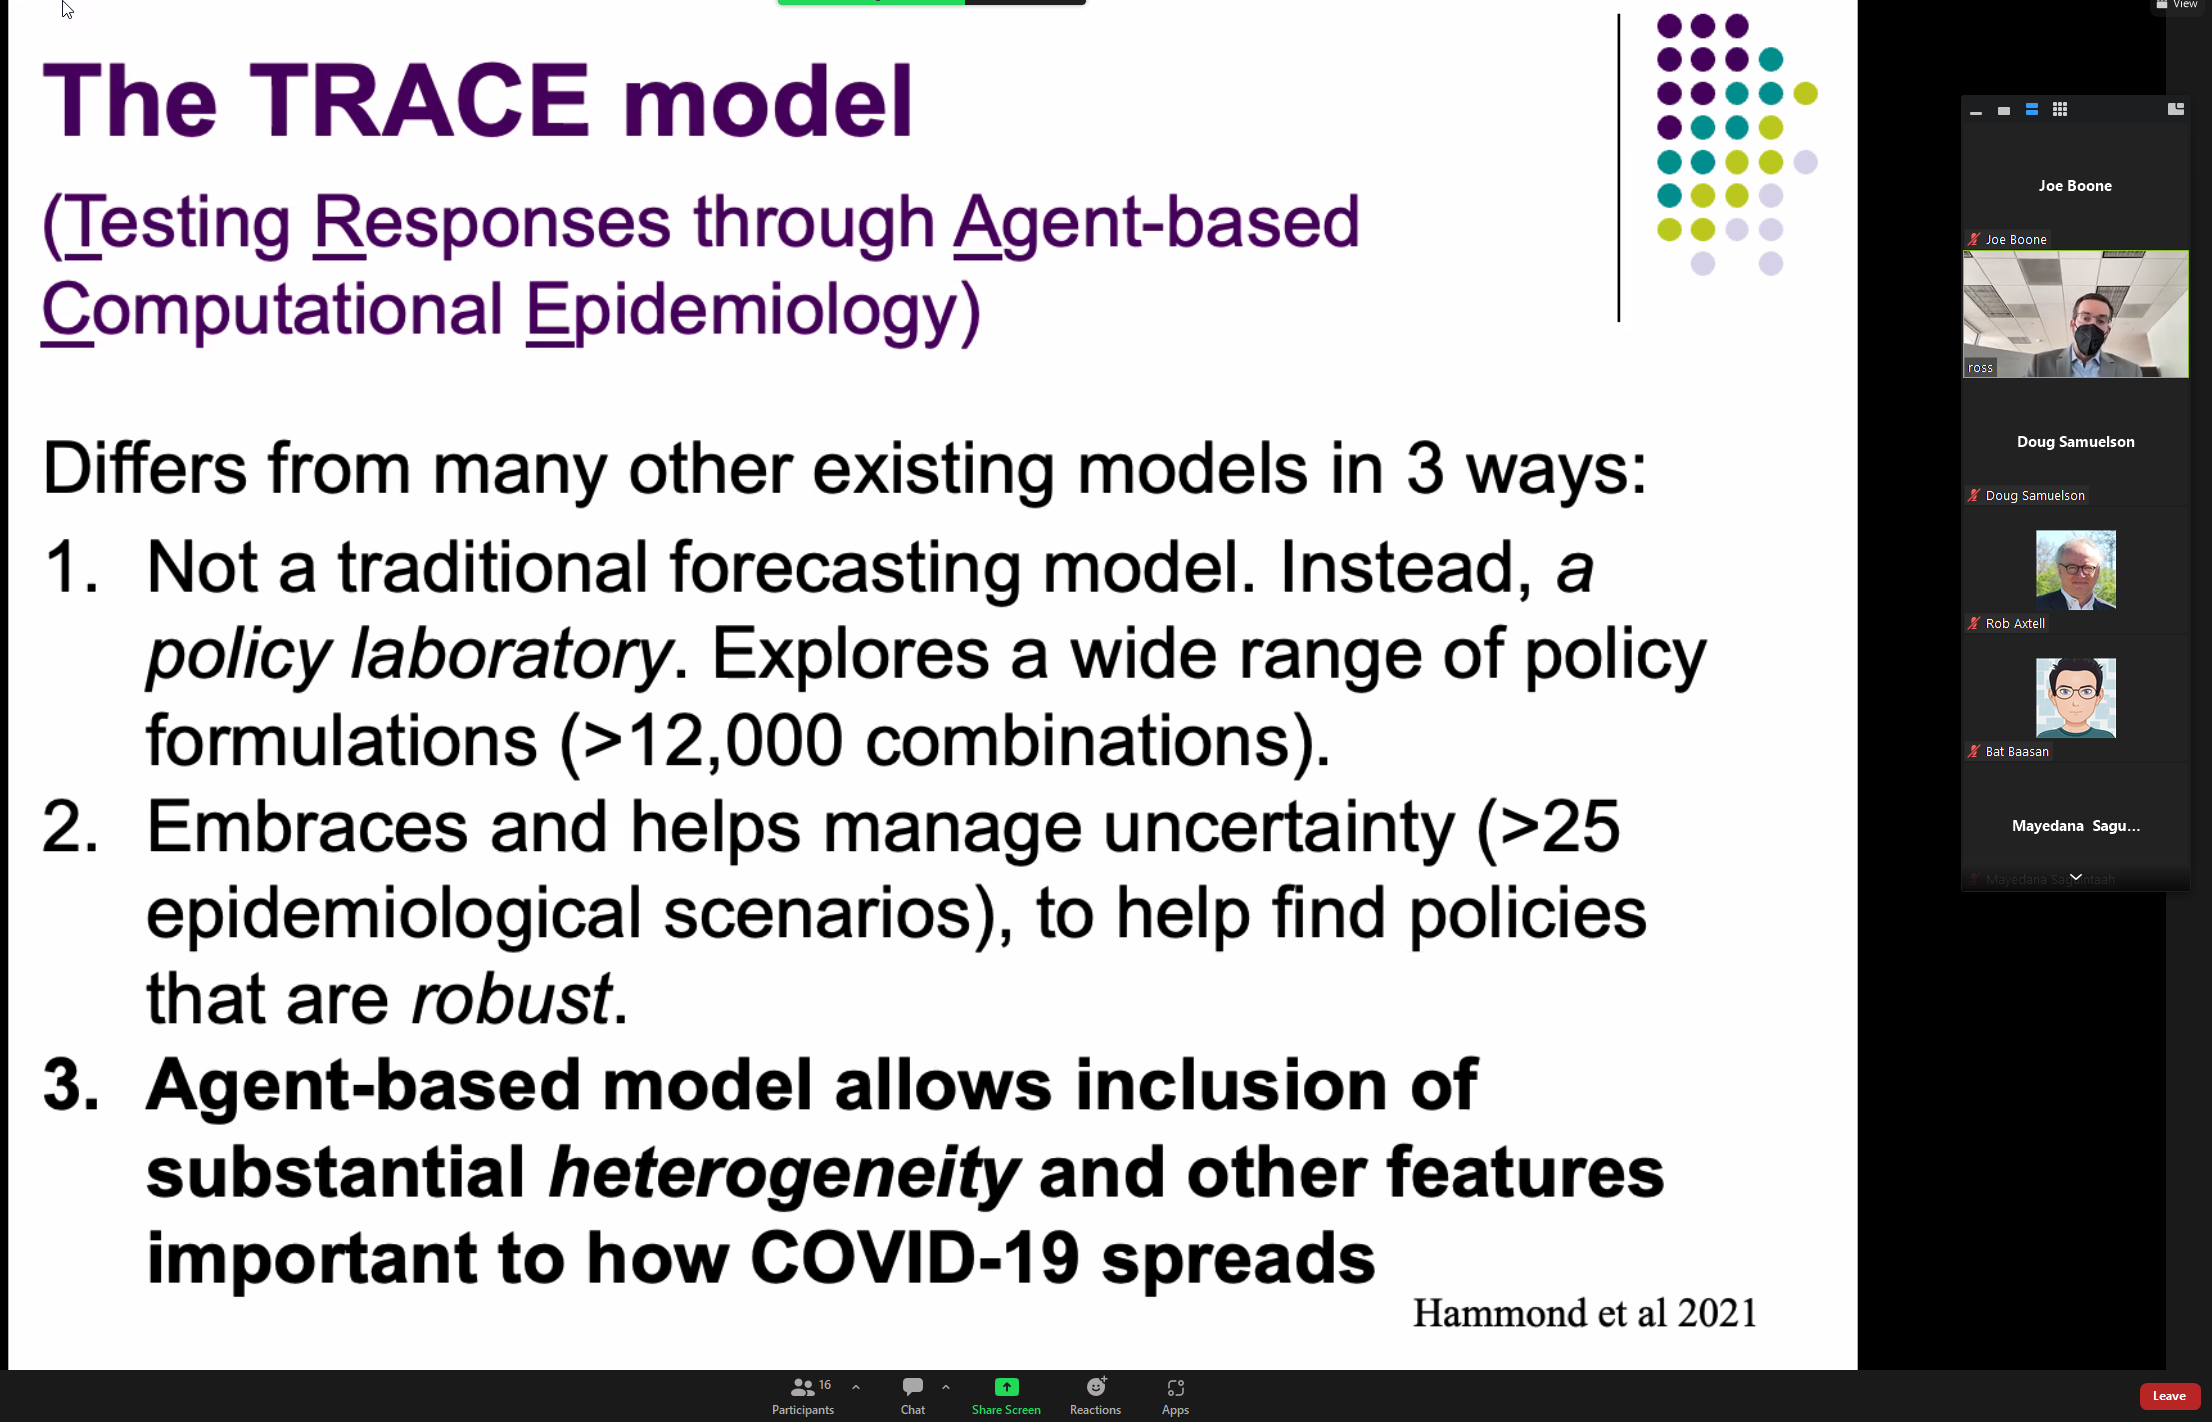 View
The TRACE model
(Testing Responses through Agent-based
Computational Epidemiology)
Differs from many other existing models in 3 ways:
1. Not a traditional forecasting model. Instead, a
policy laboratory. Explores a wide range of policy
formulations (>12,000 combinations).
2. Embraces and helps manage uncertainty (>25
epidemiological scenarios), to help find policies
that are robust.
3. Agent-based model allows inclusion of
substantial heterogeneity and other features
important to how COVID-19 spreads
Hammond et al 2021
Joe Boone
Joe Boone
ross
Doug Samuelson
Doug Samuelson
Rob Axtell
Bat Baasan
Mayedana Sagu...
Mayedana Saguintaah
16
Participants
Chat
Share Screen
Reactions
Apps
Leave